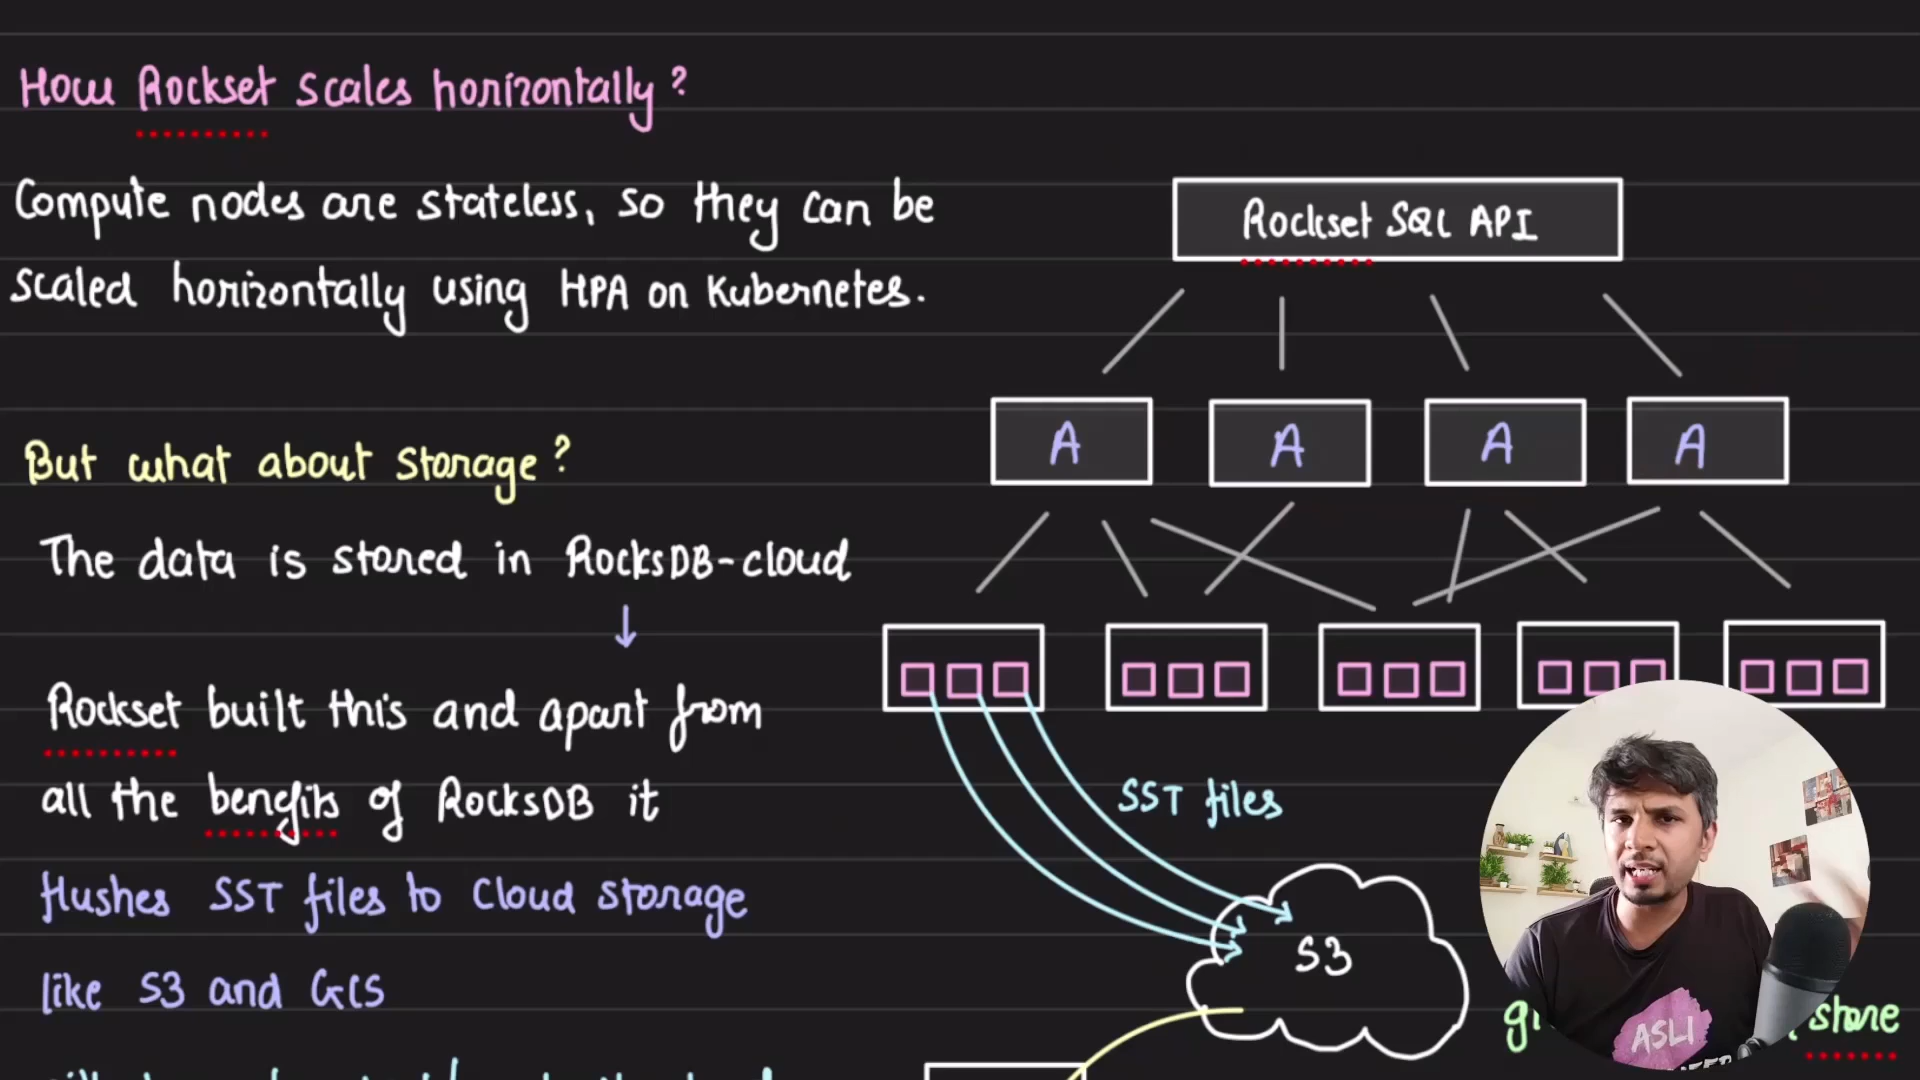 How Rockset scales horizontally?
Compute nodes are stateless, so they can be
scaled horizontally using HPA on Kubernetes.
But what about storage?
The data is stored in RocksDB-cloud
Rockset built this and apart from
all the benefits of RocksDB it
flushes SST files to cloud storage
like S3 and GCS
Rockset SQL API
A A A A
SST files
S3
store
ASLI